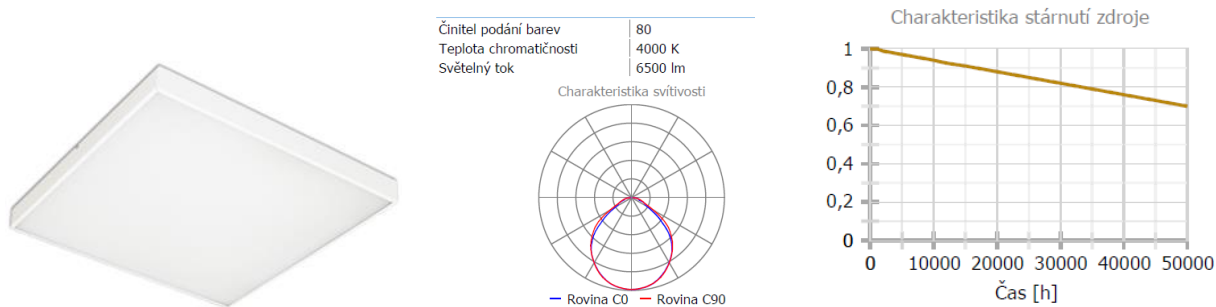 Činitel podání barev 80
Teplota chromatičnosti 4000 K
Světelný tok 6500 lm
Charakteristika svítivosti
Rovina C0 Rovina C90
Charakteristika stárnutí zdroje
1
0,8
0,6
0,4
0,2
0
0 10000 20000 30000 40000 50000
Čas [h]